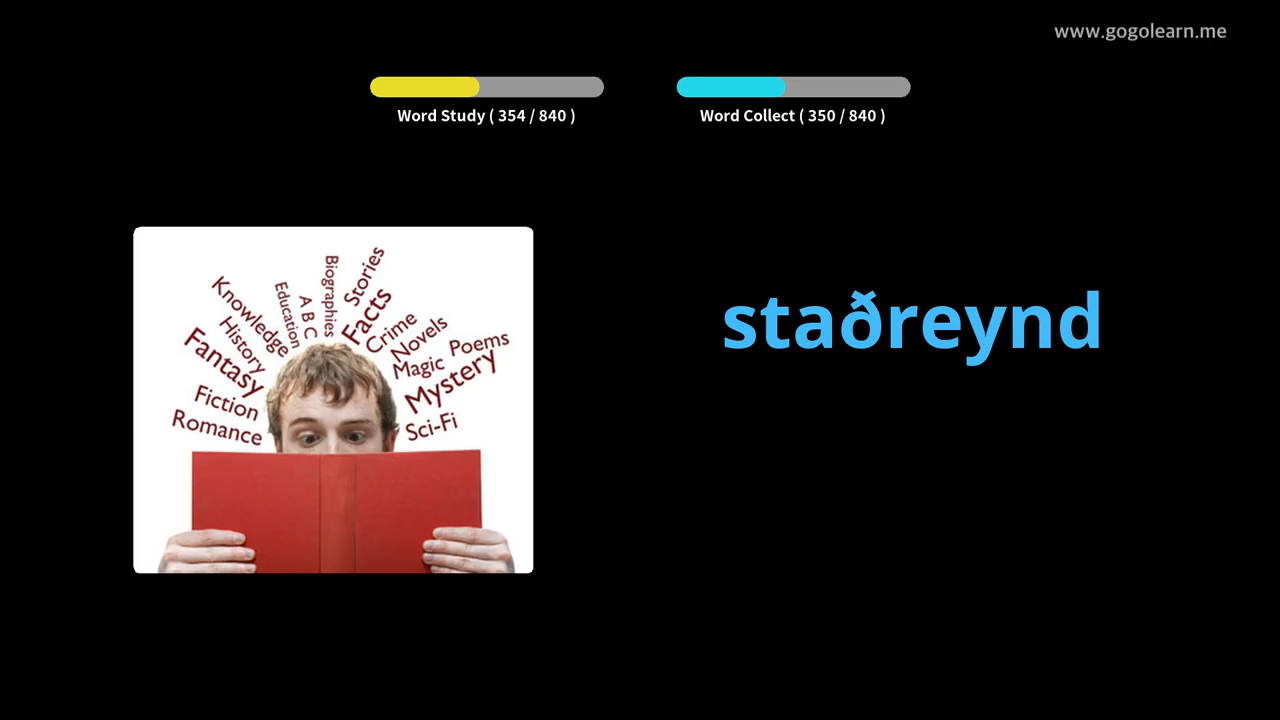 www.gogolearn.me
Word Study ( 354 / 840 )
Word Collect ( 350 / 840 )
staðreynd
Knowledge
History
Fantasy
Fiction
Romance
Education
A B C
Biographies
Stories
Facts
Crime
Novels
Magic
Poems
Mystery
Sci-Fi